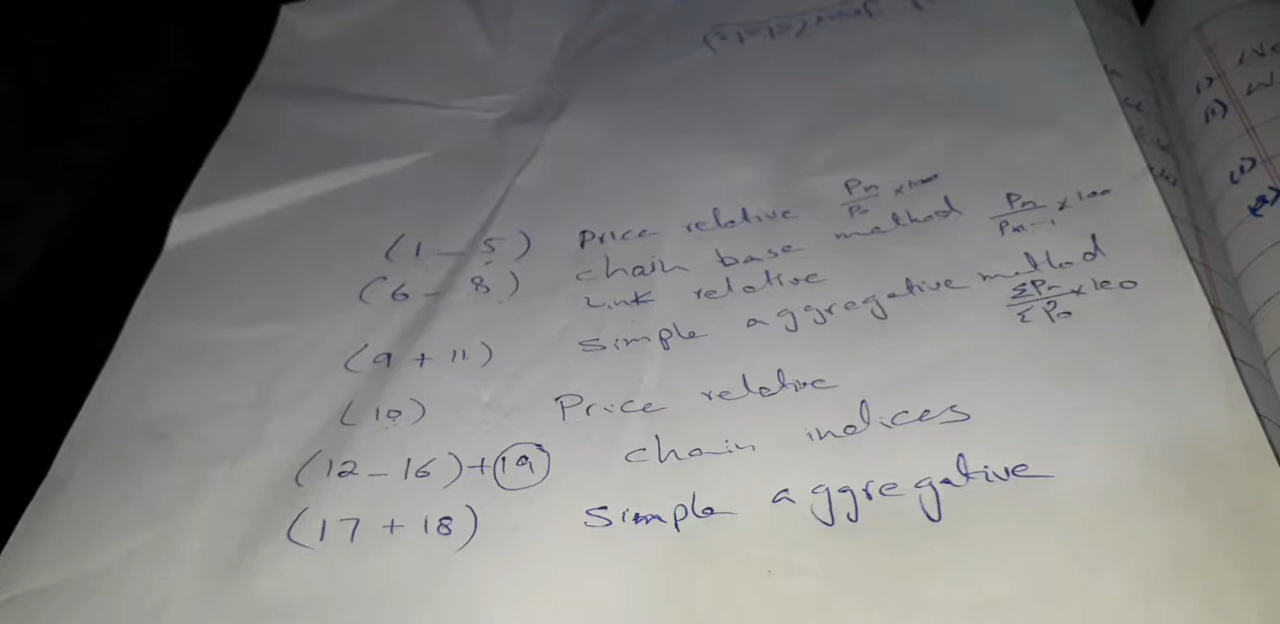 (1 – 5) Price relative Pn/Po × 100
(6 – 8) chain base method Pn/Pn-1 × 100
Link relative
(9 + 11) simple aggregative method ΣPn/ΣPo × 100
(10) Price relative
(12 – 16) + 19 chain indices
(17 + 18) simple aggregative